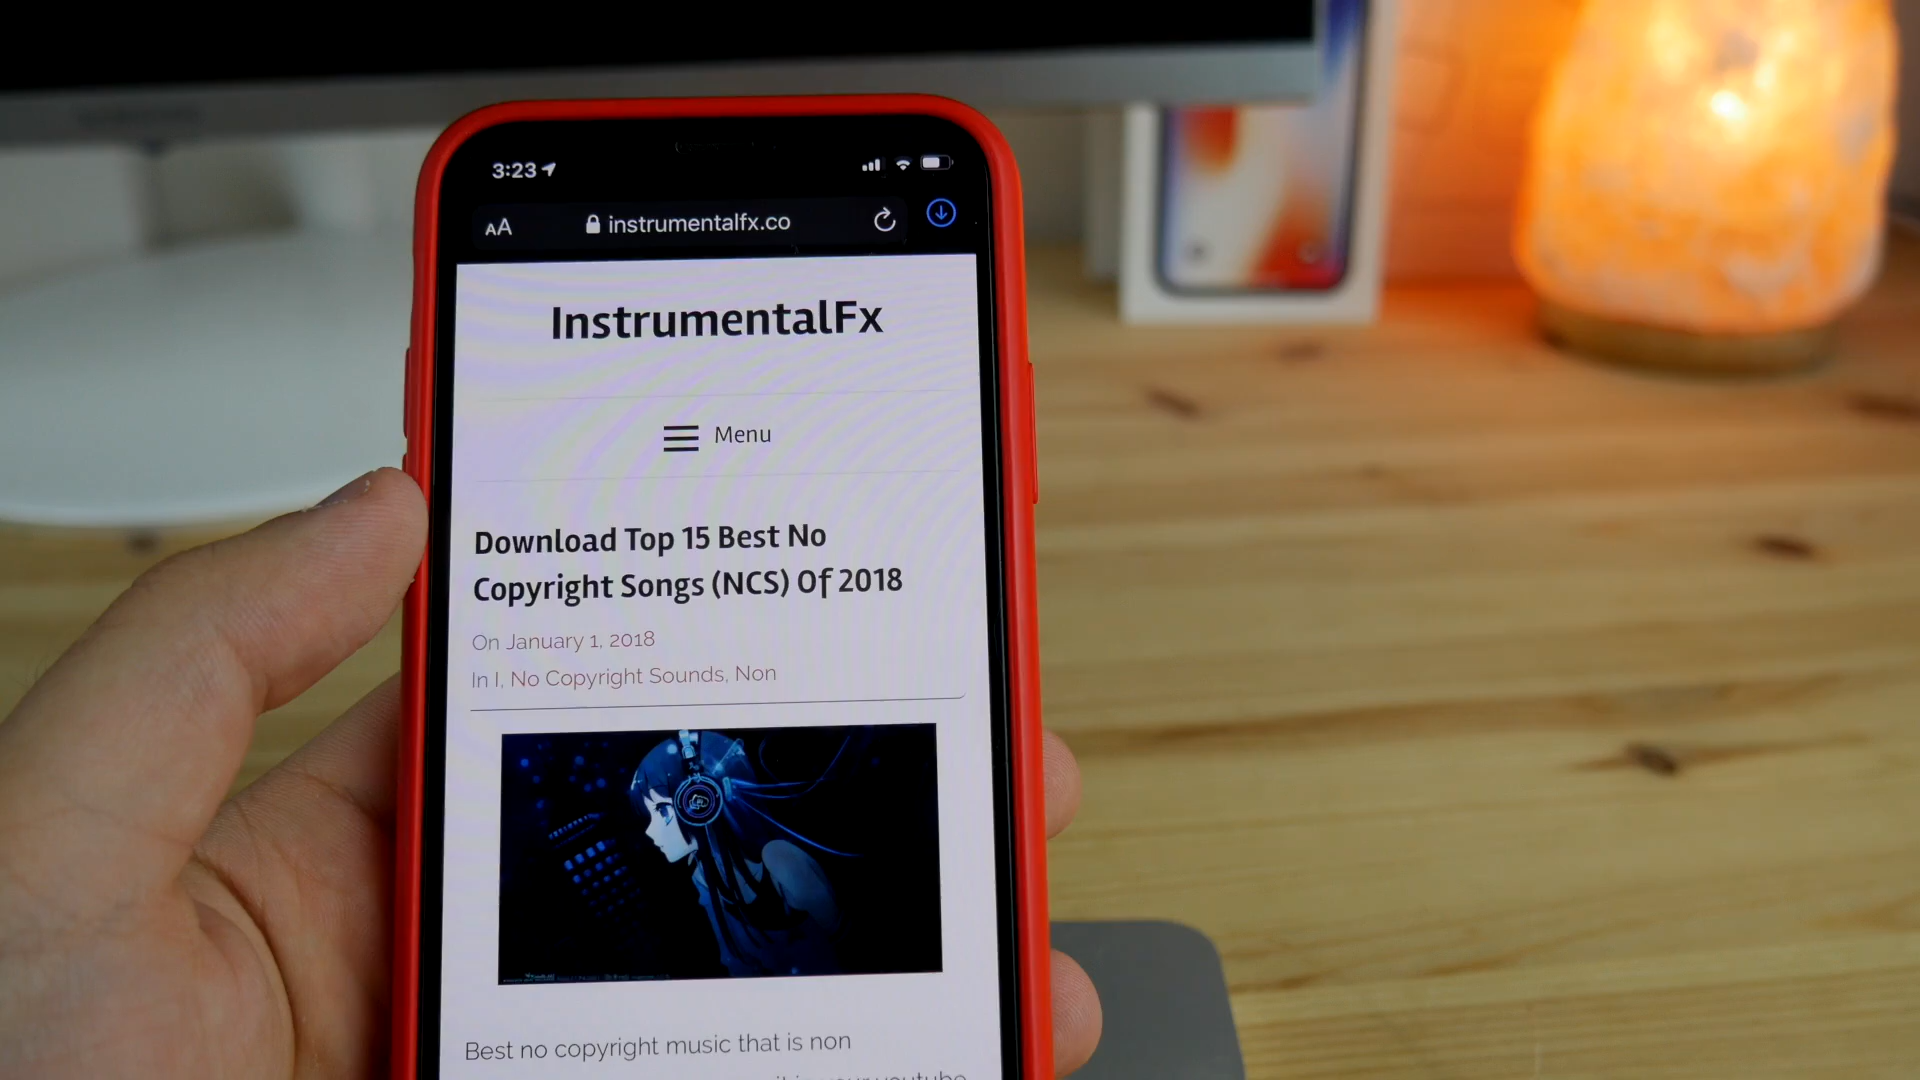 3:23
AA instrumentalfx.co
InstrumentalFx
Menu
Download Top 15 Best No
Copyright Songs (NCS) Of 2018
On January 1, 2018
In I, No Copyright Sounds, Non
Best no copyright music that is non
youtube